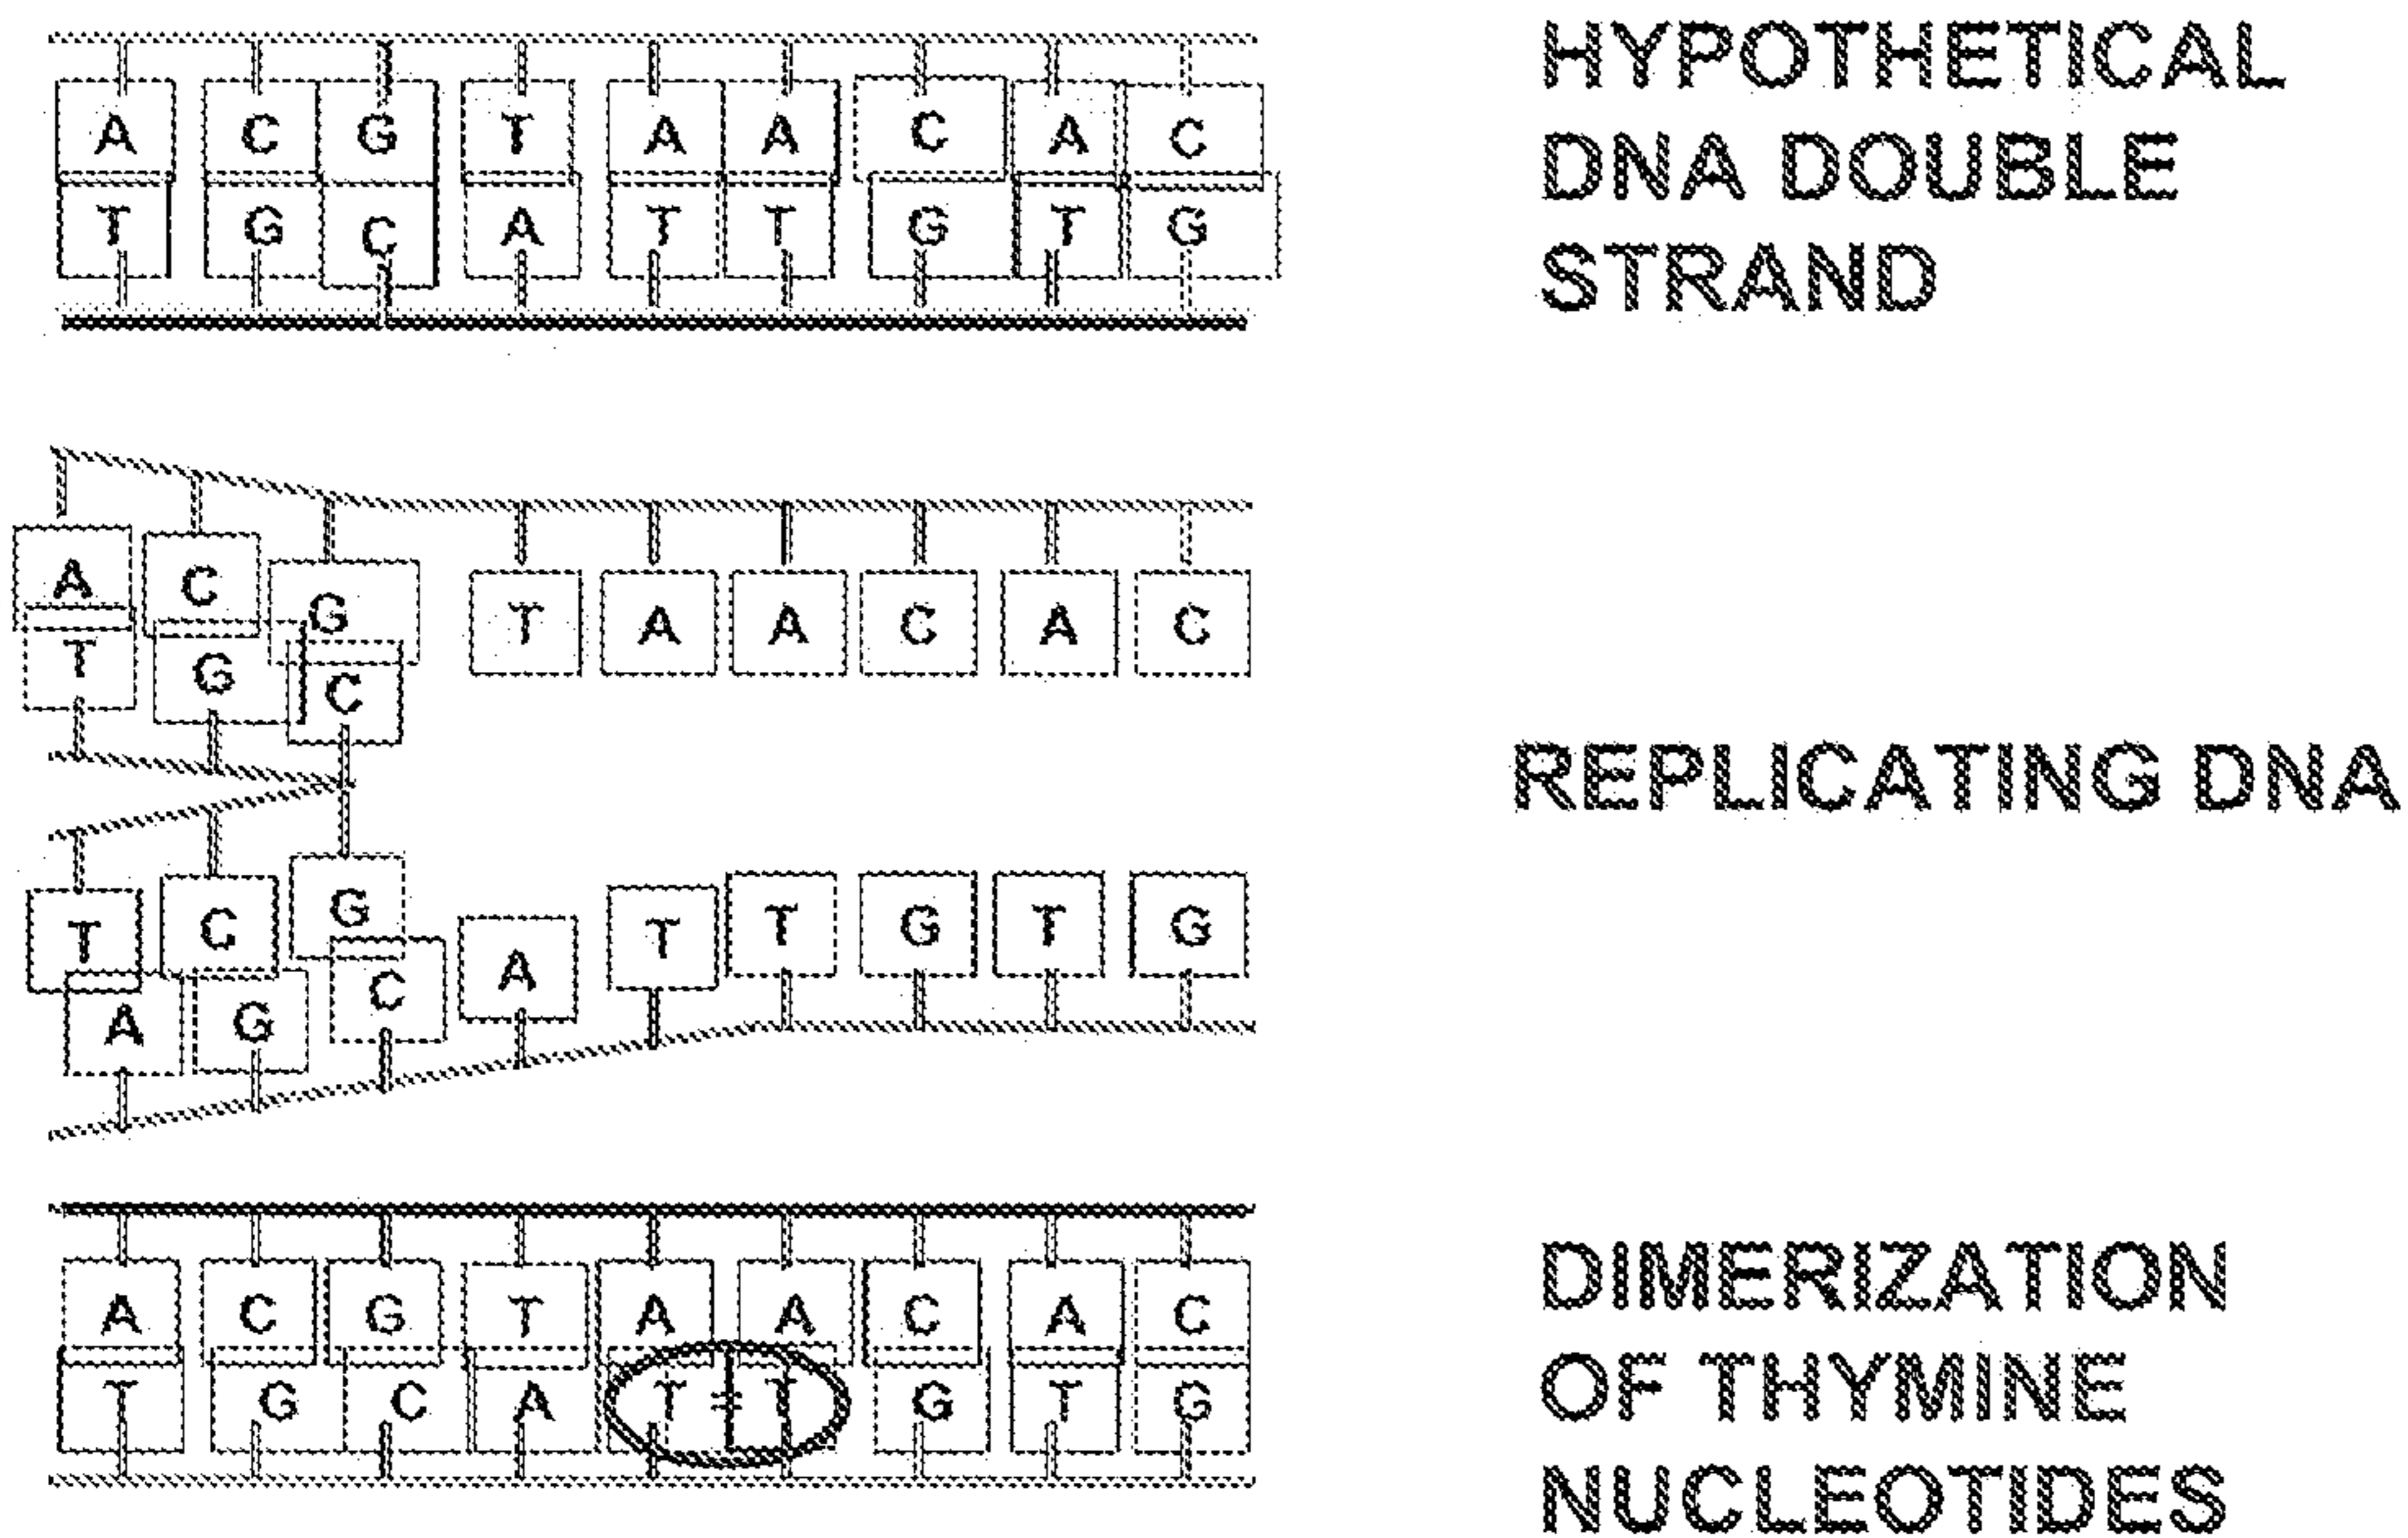 A C G T A A C A C
T G C A T T G T G
HYPOTHETICAL
DNA DOUBLE
STRAND
A C G T A A C A C
T G C
REPLICATING DNA
T C G
A G C A T T G T G
A C G T A A C A C
T G C A T = T G T G
DIMERIZATION
OF THYMINE
NUCLEOTIDES